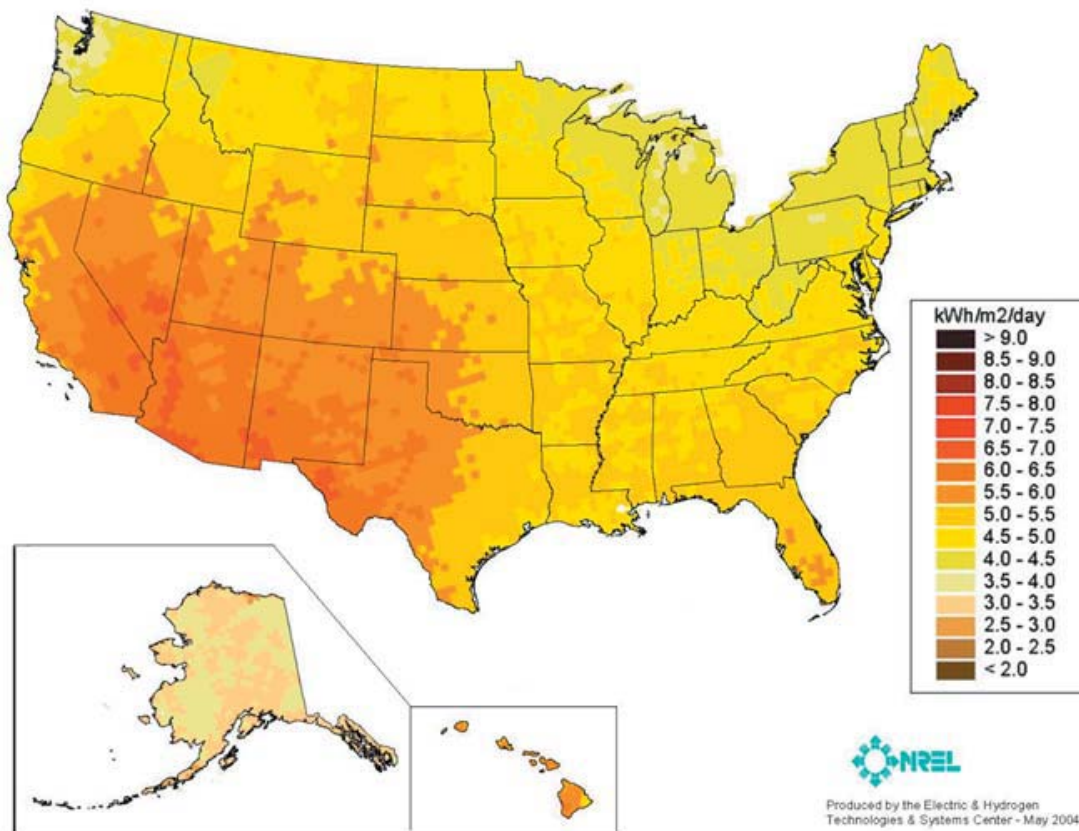 kWh/m2/day
> 9.0
8.5 - 9.0
8.0 - 8.5
7.5 - 8.0
7.0 - 7.5
6.5 - 7.0
6.0 - 6.5
5.5 - 6.0
5.0 - 5.5
4.5 - 5.0
4.0 - 4.5
3.5 - 4.0
3.0 - 3.5
2.5 - 3.0
2.0 - 2.5
< 2.0
NREL
Produced by the Electric & Hydrogen
Technologies & Systems Center - May 2004